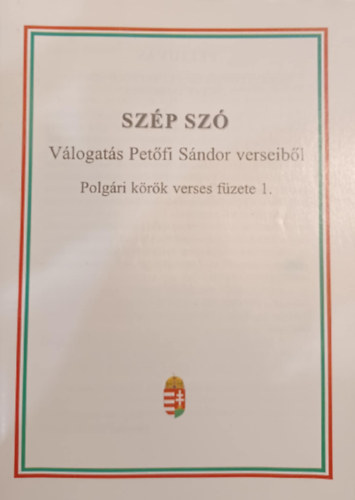 SZÉP SZÓ
Válogatás Petőfi Sándor verseiből
Polgári körök verses füzete 1.